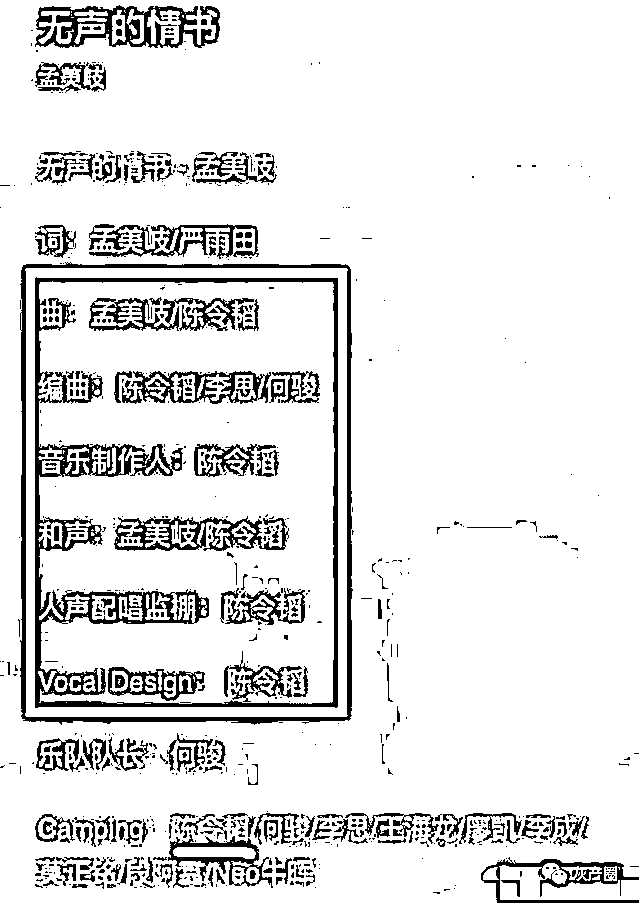 无声的情书
孟美岐
无声的情书 - 孟美岐
词：孟美岐/严雨田
曲：孟美岐/陈令韬
编曲：陈令韬/李思/何骏
音乐制作人：陈令韬
和声：孟美岐/陈令韬
人声配唱监棚：陈令韬
Vocal Design： 陈令韬
乐队队长：何骏
Camping：陈令韬/何骏/李思/王海龙/廖凯/李成/
莫正铭/段阿磊/Neo牛晖
灰产圈